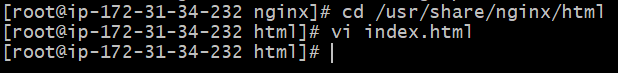 [root@ip-172-31-34-232 nginx]# cd /usr/share/nginx/html
[root@ip-172-31-34-232 html]# vi index.html
[root@ip-172-31-34-232 html]#